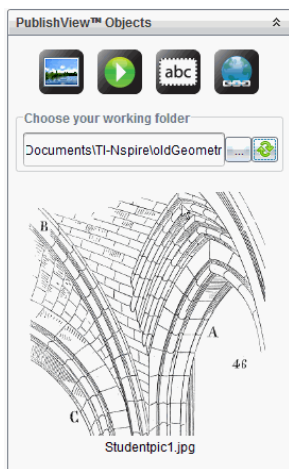 PublishView™ Objects
abc
Choose your working folder
Documents\TI-Nspire\oldGeometr
...
B
A
46
C
Studentpic1.jpg